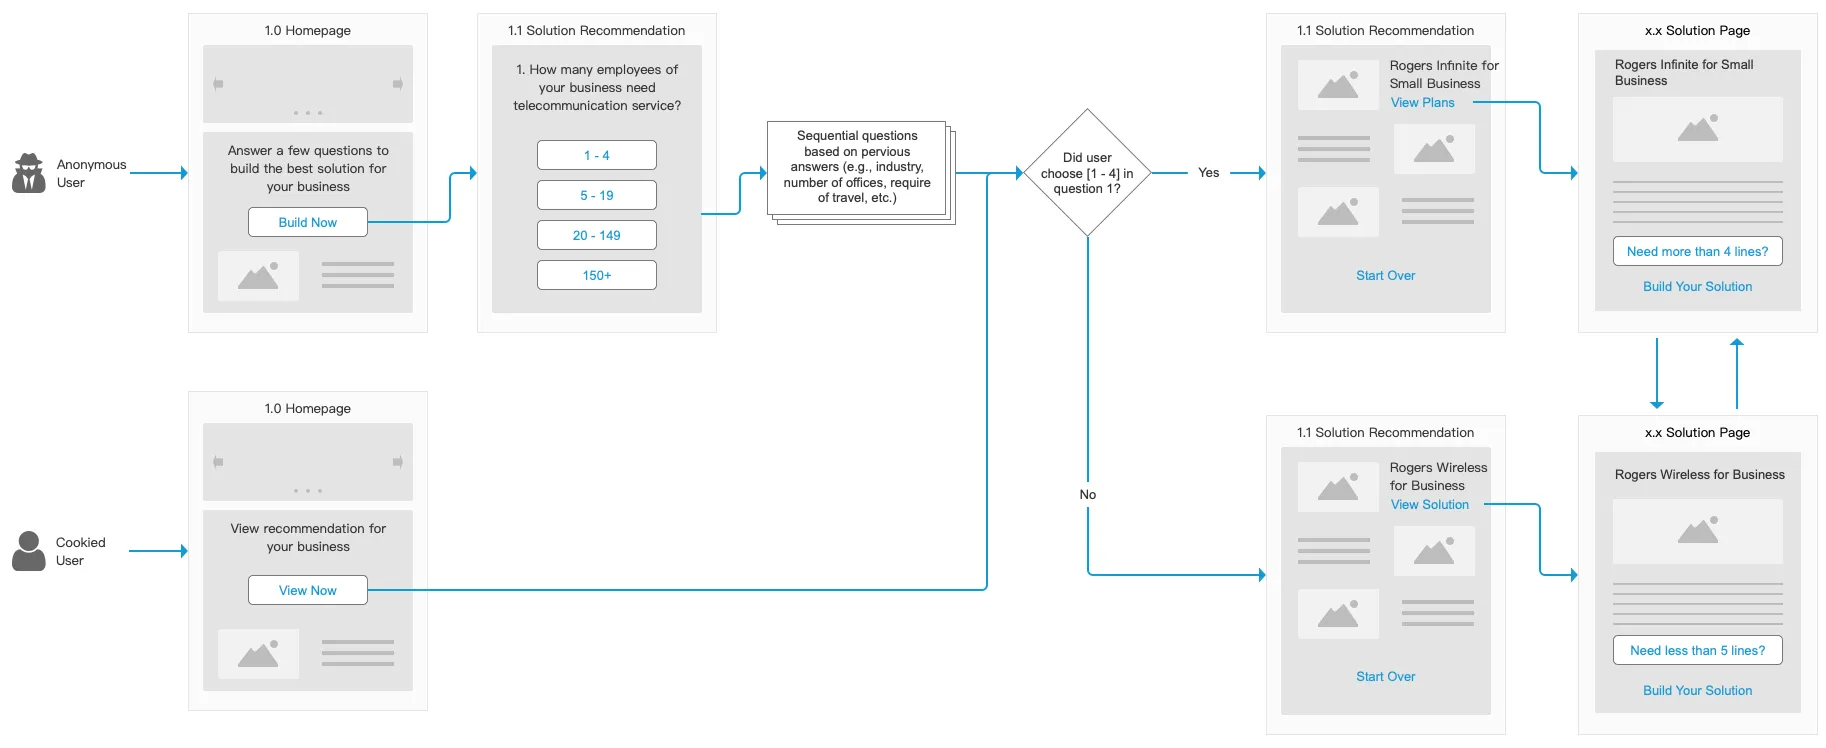 Anonymous
User
1.0 Homepage
Answer a few questions to
build the best solution for
your business
Build Now
1.1 Solution Recommendation
1. How many employees of
your business need
telecommunication service?
1 - 4
5 - 19
20 - 149
150+
Sequential questions
based on pervious
answers (e.g., industry,
number of offices, require
of travel, etc.)
Did user
choose [1 - 4] in
question 1?
Yes
No
1.1 Solution Recommendation
Rogers Infinite for
Small Business
View Plans
Start Over
x.x Solution Page
Rogers Infinite for Small
Business
Need more than 4 lines?
Build Your Solution
Cookied
User
1.0 Homepage
View recommendation for
your business
View Now
1.1 Solution Recommendation
Rogers Wireless
for Business
View Solution
Start Over
x.x Solution Page
Rogers Wireless for Business
Need less than 5 lines?
Build Your Solution